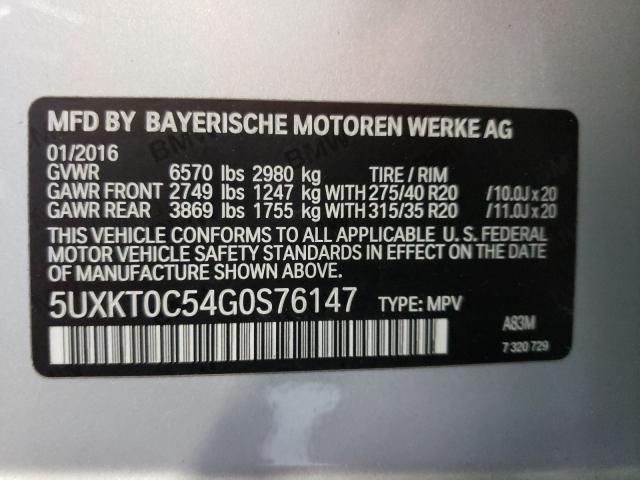 MFD BY BAYERISCHE MOTOREN WERKE AG
01/2016
GVWR 6570 lbs 2980 kg TIRE / RIM
GAWR FRONT 2749 lbs 1247 kg WITH 275/40 R20 /10.0J x 20
GAWR REAR 3869 lbs 1755 kg WITH 315/35 R20 /11.0J x 20
THIS VEHICLE CONFORMS TO ALL APPLICABLE U. S. FEDERAL
MOTOR VEHICLE SAFETY STANDARDS IN EFFECT ON THE DATE
OF MANUFACTURE SHOWN ABOVE.
5UXKT0C54G0S76147 TYPE: MPV
A83M
7 320 729